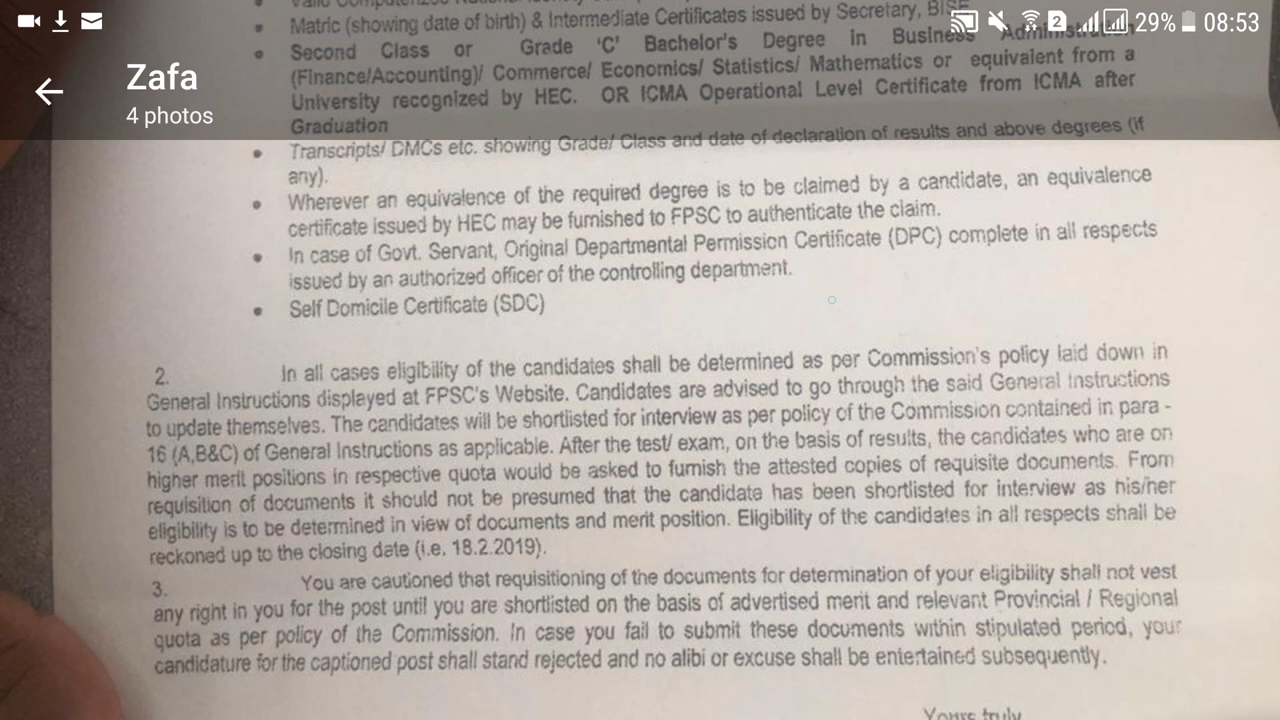 Valid Computerized National Identity
Matric (showing date of birth) & Intermediate Certificates issued by Secretary, BISE
29% 08:53
Second Class or Grade 'C' Bachelor's Degree in Business Administration
Zafa
(Finance/Accounting)/ Commerce/ Economics/ Statistics/ Mathematics or equivalent from a
4 photos
University recognized by HEC. OR ICMA Operational Level Certificate from ICMA after
Graduation
Transcripts/ DMCs etc. showing Grade/ Class and date of declaration of results and above degrees (if
any).
Wherever an equivalence of the required degree is to be claimed by a candidate, an equivalence
certificate issued by HEC may be furnished to FPSC to authenticate the claim.
In case of Govt. Servant, Original Departmental Permission Certificate (DPC) complete in all respects
issued by an authorized officer of the controlling department.
Self Domicile Certificate (SDC)
2. In all cases eligibility of the candidates shall be determined as per Commission's policy laid down in
General Instructions displayed at FPSC's Website. Candidates are advised to go through the said General Instructions
to update themselves. The candidates will be shortlisted for interview as per policy of the Commission contained in para -
16 (A,B&C) of General Instructions as applicable. After the test/ exam, on the basis of results, the candidates who are on
higher merit positions in respective quota would be asked to furnish the attested copies of requisite documents. From
requisition of documents it should not be presumed that the candidate has been shortlisted for interview as his/her
eligibility is to be determined in view of documents and merit position. Eligibility of the candidates in all respects shall be
reckoned up to the closing date (i.e. 18.2.2019).
3. You are cautioned that requisitioning of the documents for determination of your eligibility shall not vest
any right in you for the post until you are shortlisted on the basis of advertised merit and relevant Provincial / Regional
quota as per policy of the Commission. In case you fail to submit these documents within stipulated period, your
candidature for the captioned post shall stand rejected and no alibi or excuse shall be entertained subsequently.
Yours truly